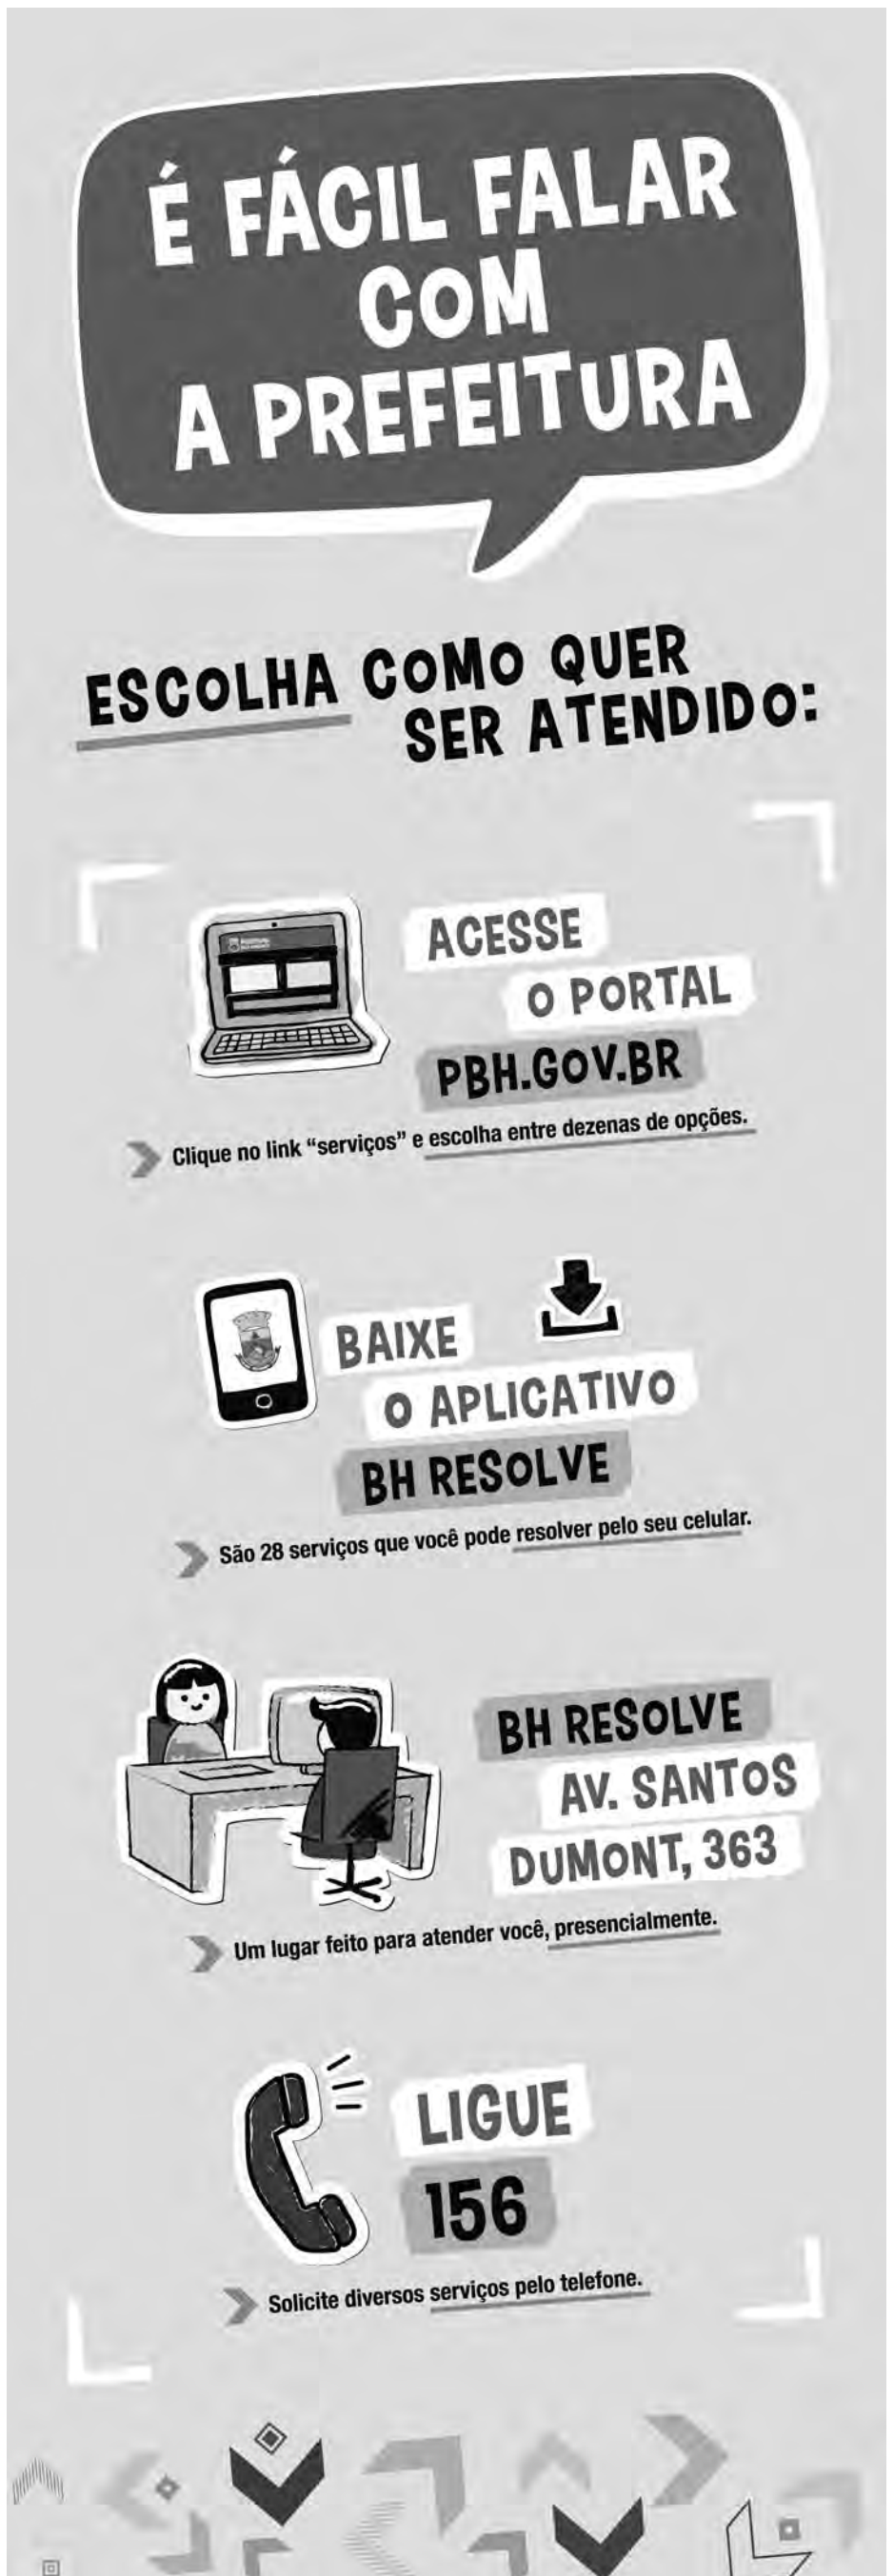 É FÁCIL FALAR
COM
A PREFEITURA
ESCOLHA COMO QUER
SER ATENDIDO:
ACESSE
O PORTAL
PBH.GOV.BR
Clique no link “serviços” e escolha entre dezenas de opções.
BAIXE
O APLICATIVO
BH RESOLVE
São 28 serviços que você pode resolver pelo seu celular.
BH RESOLVE
AV. SANTOS
DUMONT, 363
Um lugar feito para atender você, presencialmente.
LIGUE
156
Solicite diversos serviços pelo telefone.